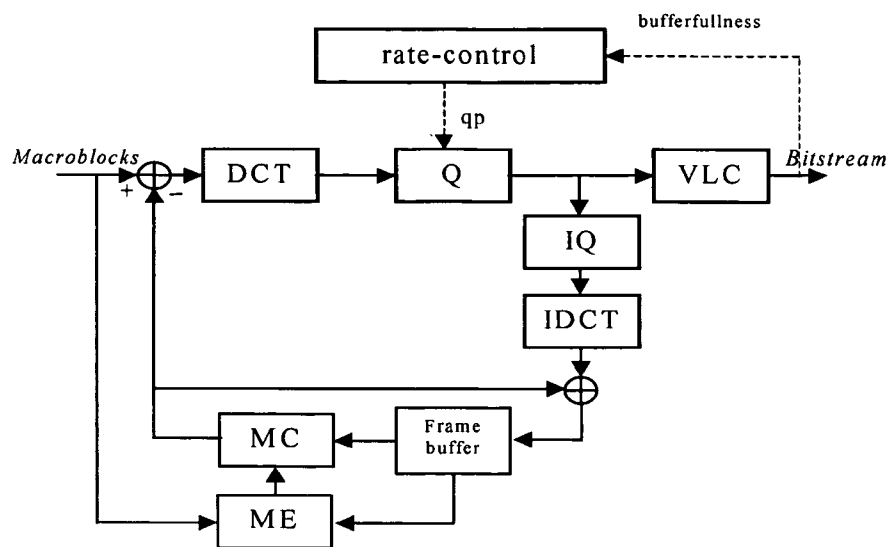 bufferfullness
rate-control
qp
Macroblocks
DCT
Q
VLC
Bitstream
+
−
IQ
IDCT
MC
Frame
buffer
ME